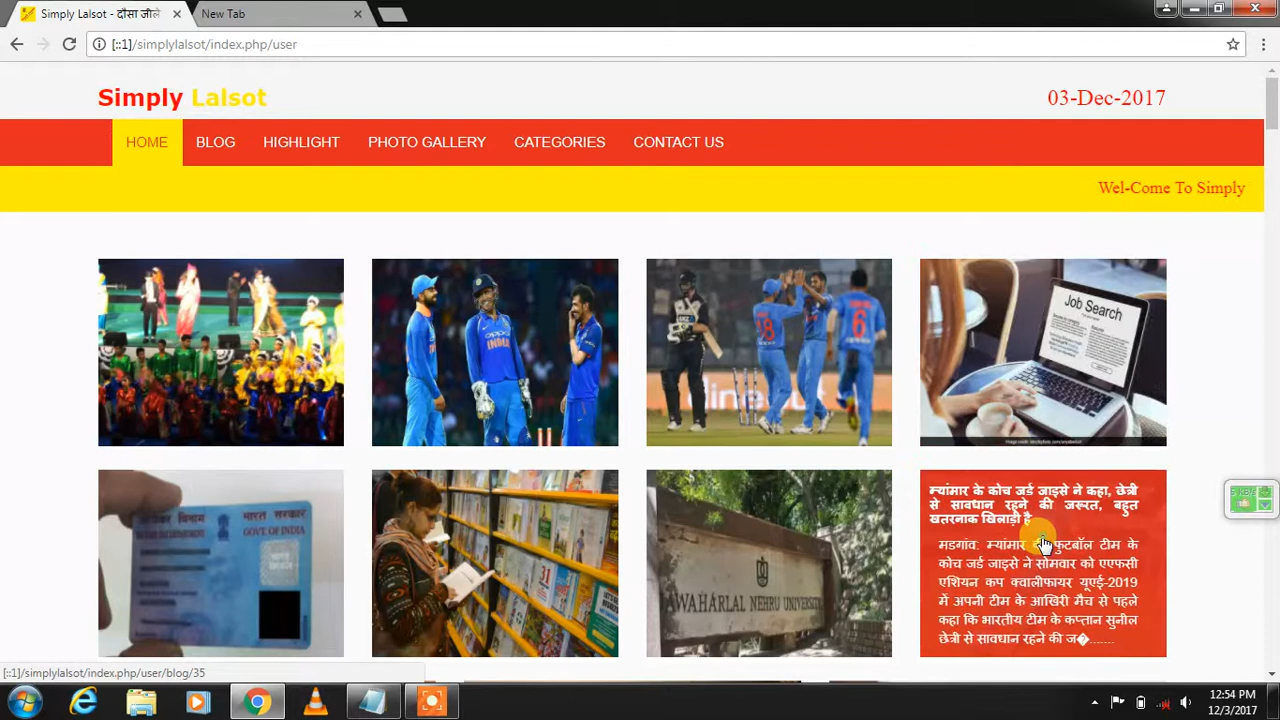 Simply Lalsot - दौसा जिले
New Tab
[::1]/simplylalsot/index.php/user
Simply Lalsot
03-Dec-2017
HOME BLOG HIGHLIGHT PHOTO GALLERY CATEGORIES CONTACT US
Wel-Come To Simply
INDIA
18
6
Job Search
भारत सरकार
GOVT. OF INDIA
AWAHARLAL NEHRU UNIVERSITY
म्यांमार के कोच जर्ड जाइसे ने कहा, छेत्री
से सावधान रहने की जरूरत, बहुत
खतरनाक खिलाड़ी है
मडगांव: म्यांमार की फुटबॉल टीम के
कोच जर्ड जाइसे ने सोमवार को एएफसी
एशियन कप क्वालीफायर यूएई-2019
में अपनी टीम के आखिरी मैच से पहले
कहा कि भारतीय टीम के कप्तान सुनील
छेत्री से सावधान रहने की ज�.......
[::1]/simplylalsot/index.php/user/blog/35
12:54 PM
12/3/2017